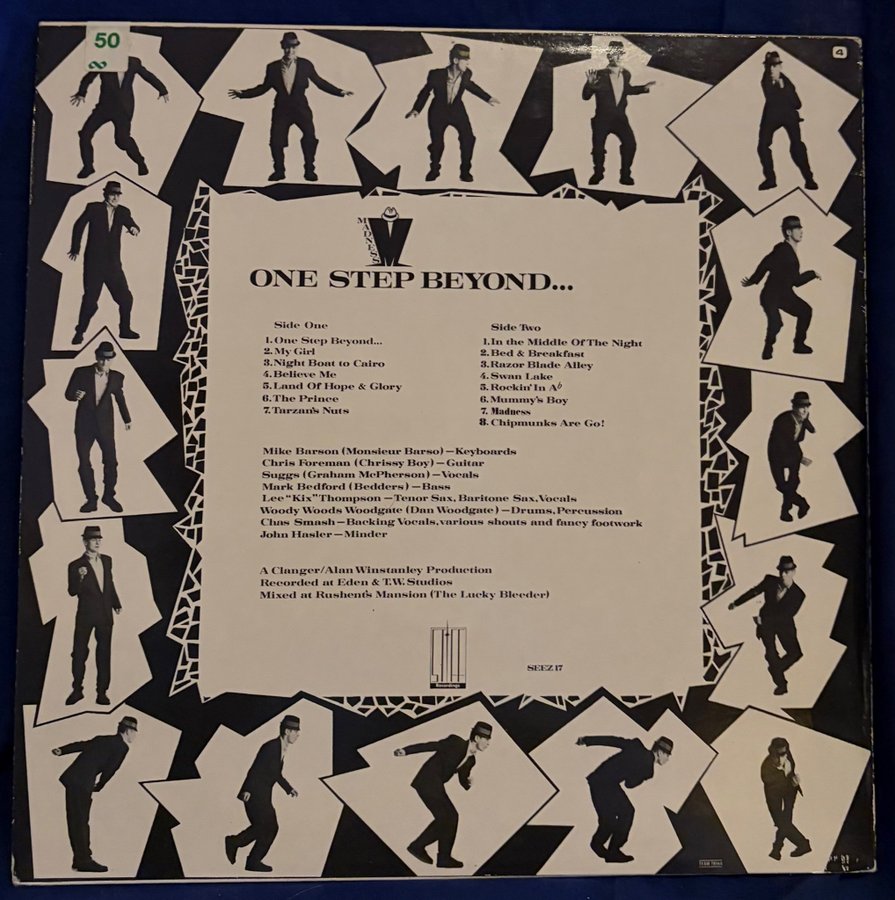 50
4
MADNESS
ONE STEP BEYOND...
Side One
1. One Step Beyond...
2. My Girl
3. Night Boat to Cairo
4. Believe Me
5. Land Of Hope & Glory
6. The Prince
7. Tarzan's Nuts
Side Two
1. In the Middle Of The Night
2. Bed & Breakfast
3. Razor Blade Alley
4. Swan Lake
5. Rockin' In A♭
6. Mummy's Boy
7. Madness
8. Chipmunks Are Go!
Mike Barson (Monsieur Barso) – Keyboards
Chris Foreman (Chrissy Boy) – Guitar
Suggs (Graham McPherson) – Vocals
Mark Bedford (Bedders) – Bass
Lee "Kix" Thompson – Tenor Sax, Baritone Sax, Vocals
Woody Woods Woodgate (Dan Woodgate) – Drums, Percussion
Chas Smash – Backing Vocals, various shouts and fancy footwork
John Hasler – Minder
A Clanger/Alan Winstanley Production
Recorded at Eden & T.W. Studios
Mixed at Rushent's Mansion (The Lucky Bleeder)
Recordings
SEEZ 17